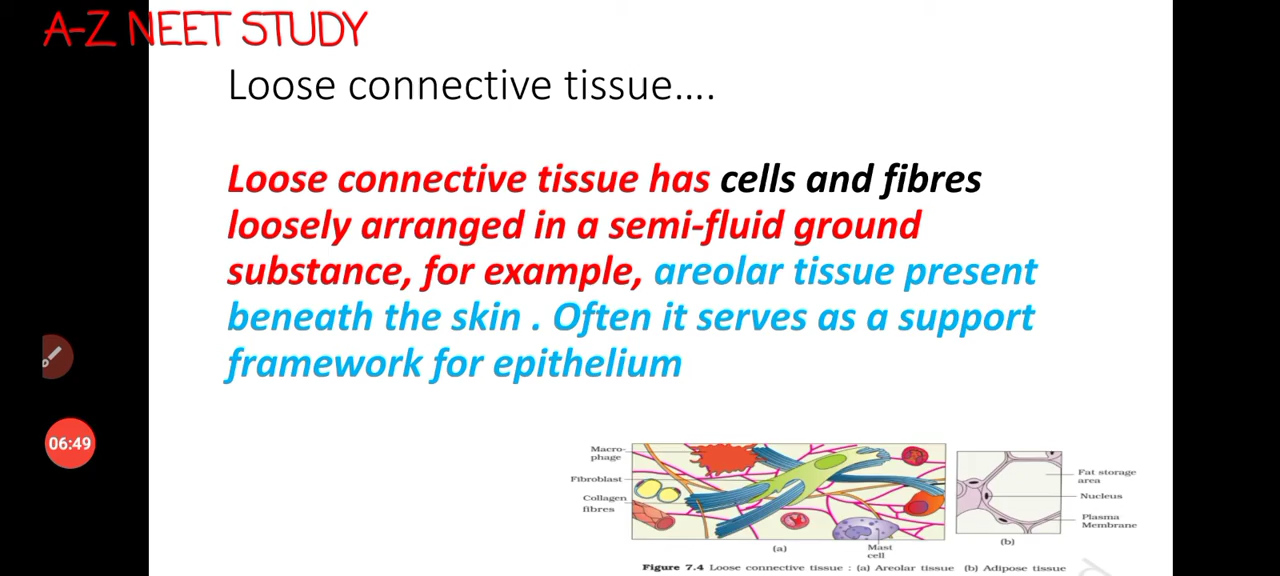 A-Z NEET STUDY
Loose connective tissue....
Loose connective tissue has cells and fibres
loosely arranged in a semi-fluid ground
substance, for example, areolar tissue present
beneath the skin . Often it serves as a support
framework for epithelium
06:49
Macro-
phage
Fibroblast
Collagen
fibres
Mast
cell
(a)
Fat storage
area
Nucleus
Plasma
Membrane
(b)
Figure 7.4 Loose connective tissue : (a) Areolar tissue (b) Adipose tissue